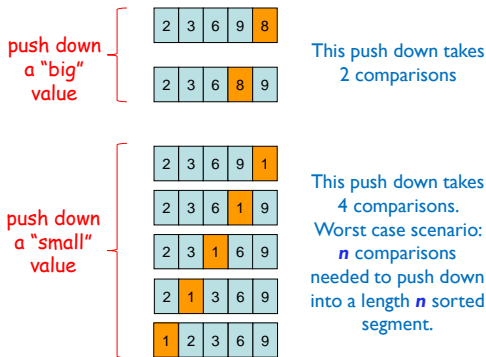 2 3 6 9 8
push down
a "big"
value
This push down takes
2 comparisons
2 3 6 8 9
2 3 6 9 1
2 3 6 1 9
push down
a "small"
value
2 3 1 6 9
2 1 3 6 9
1 2 3 6 9
This push down takes
4 comparisons.
Worst case scenario:
n comparisons
needed to push down
into a length n sorted
segment.